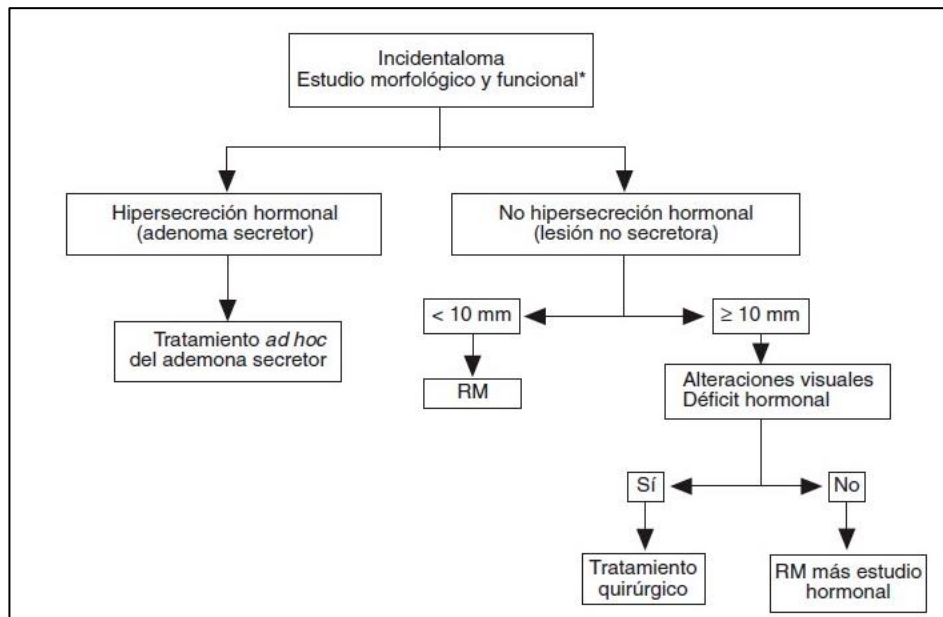 Incidentaloma
Estudio morfológico y funcional*
Hipersecreción hormonal
(adenoma secretor)
No hipersecreción hormonal
(lesión no secretora)
< 10 mm
≥ 10 mm
Tratamiento ad hoc
del ademona secretor
RM
Alteraciones visuales
Déficit hormonal
Sí
No
Tratamiento
quirúrgico
RM más estudio
hormonal